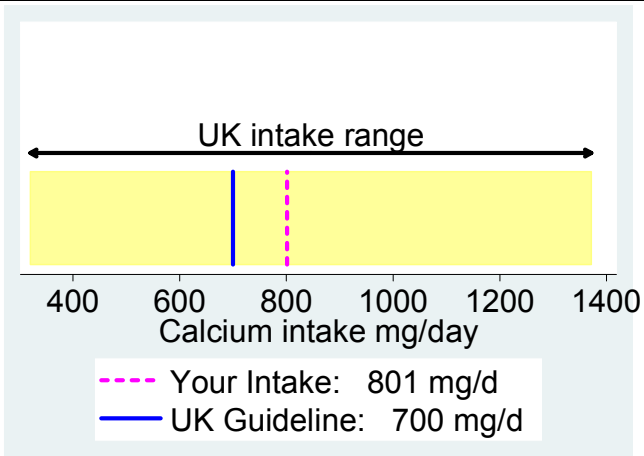 UK intake range
400 600 800 1000 1200 1400
Calcium intake mg/day
Your Intake: 801 mg/d
UK Guideline: 700 mg/d